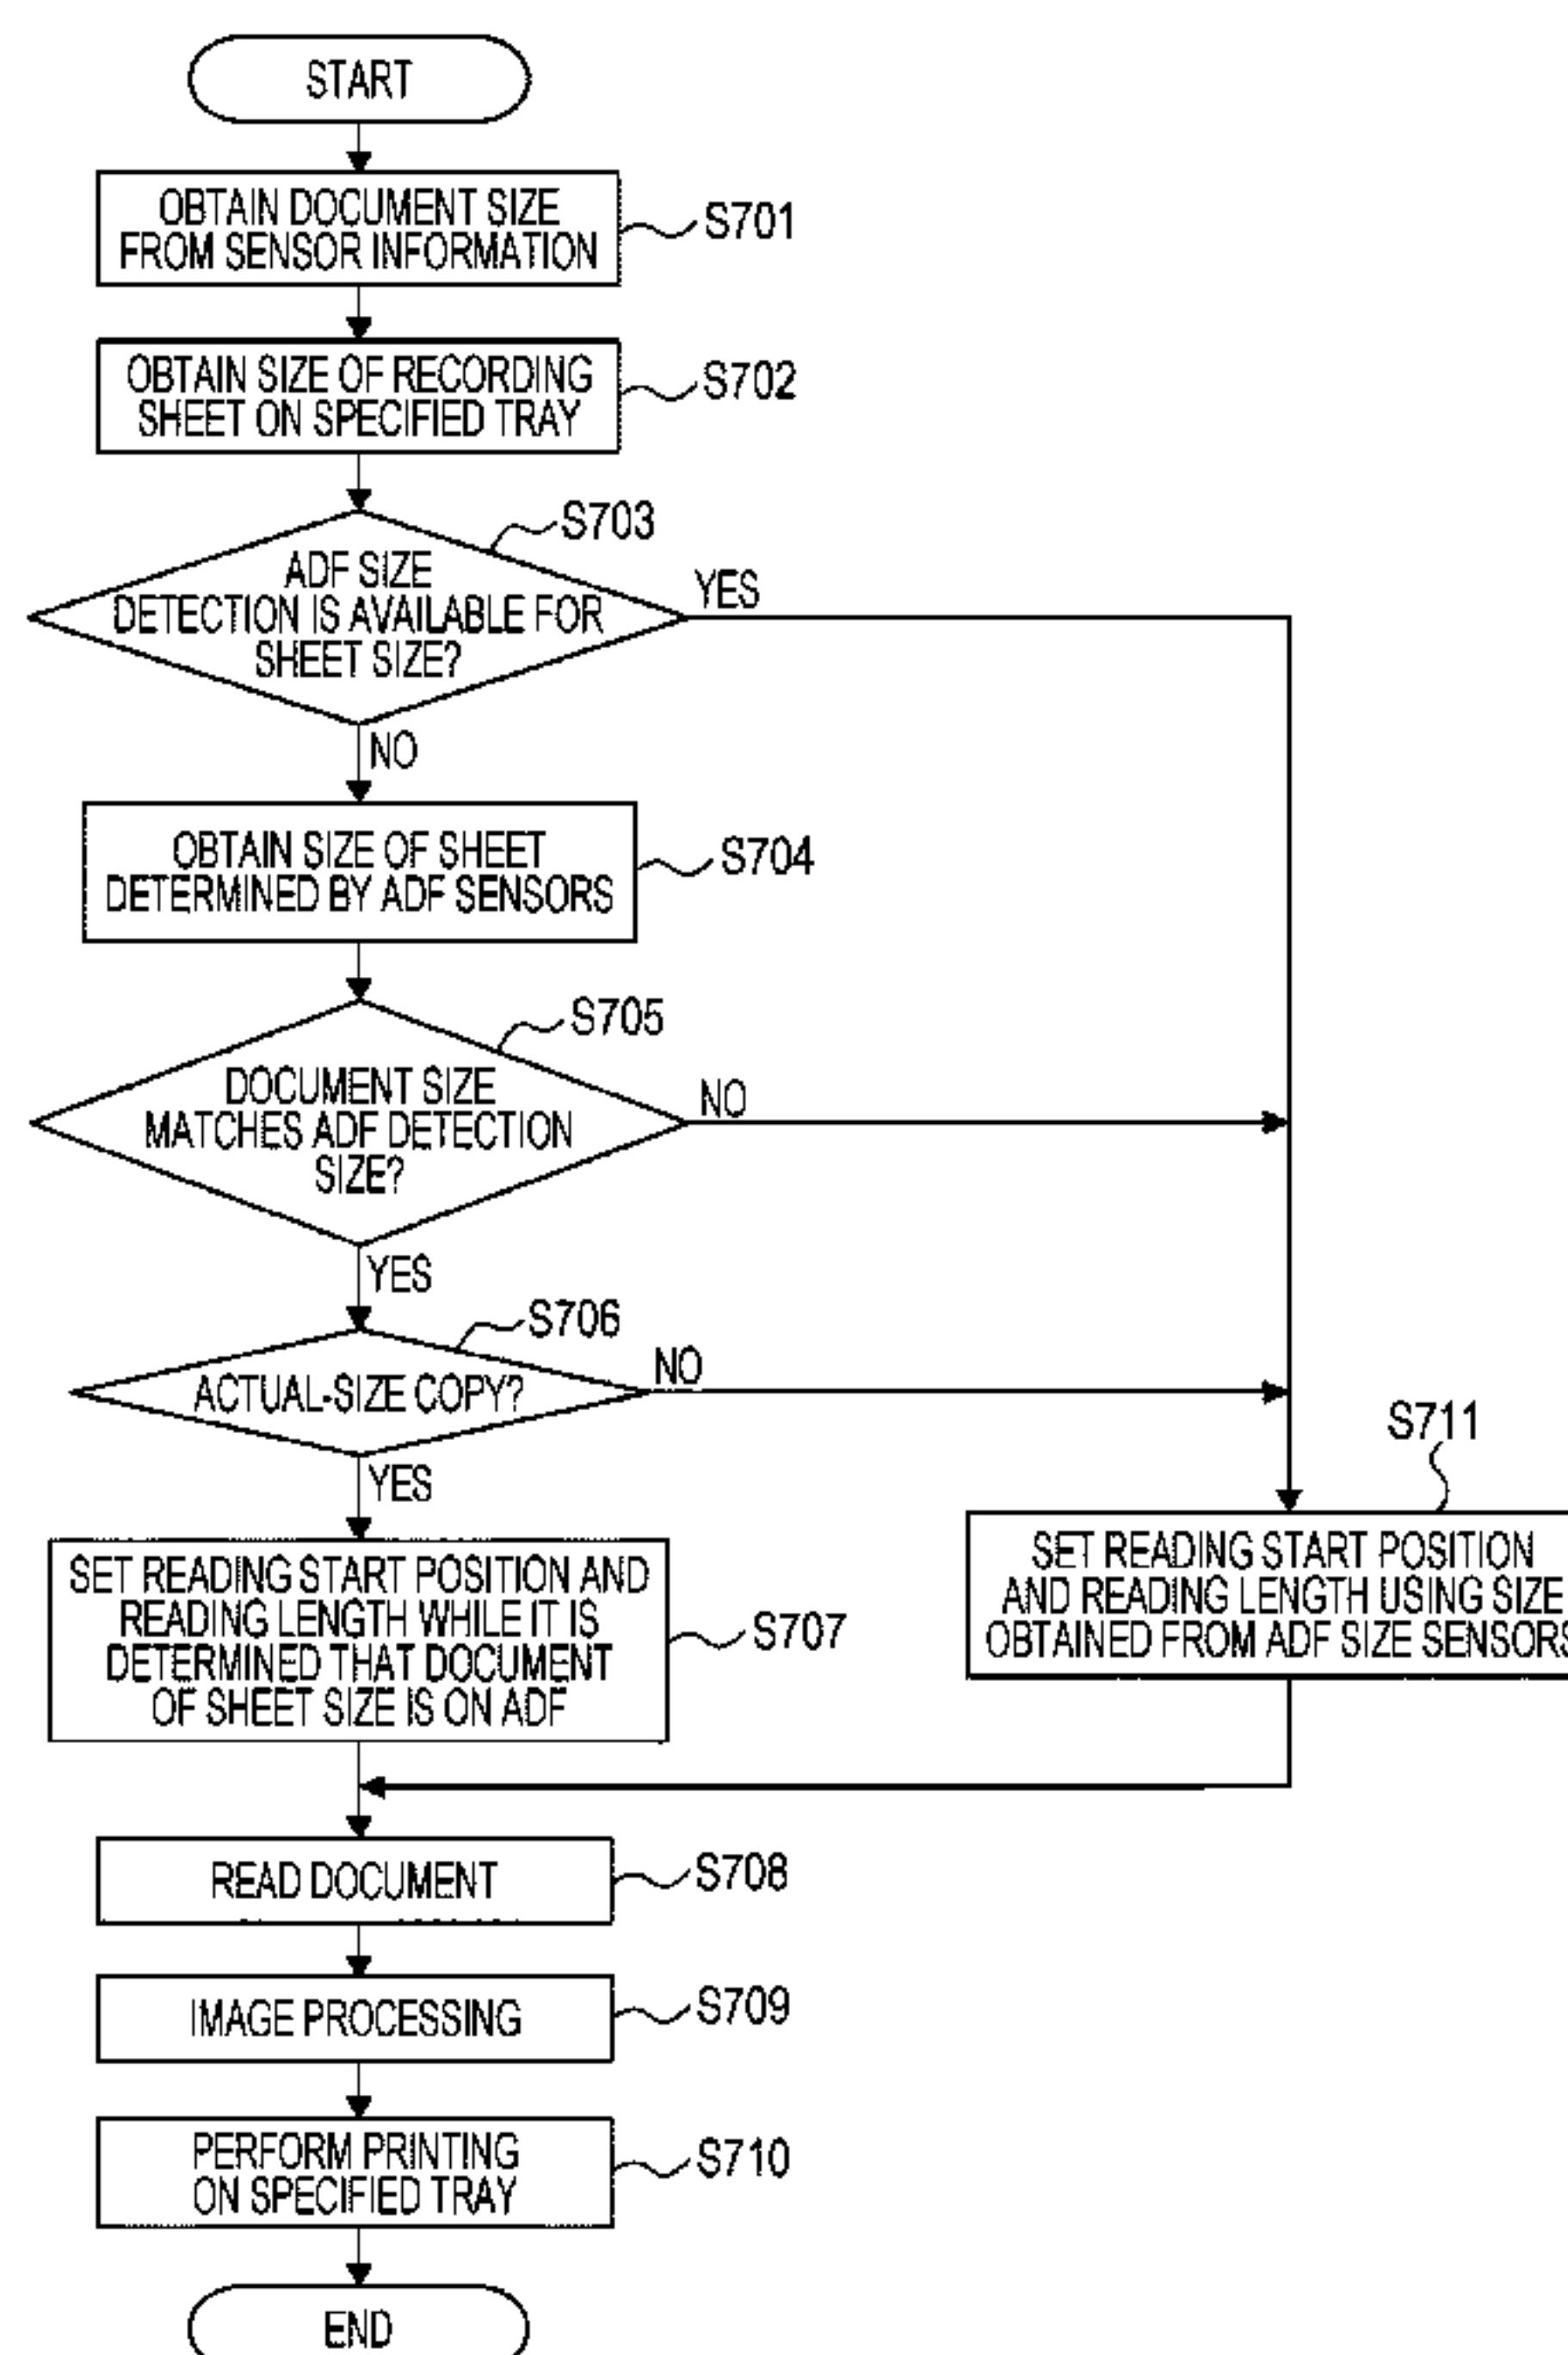 START
OBTAIN DOCUMENT SIZE
FROM SENSOR INFORMATION
S701
OBTAIN SIZE OF RECORDING
SHEET ON SPECIFIED TRAY
S702
S703
ADF SIZE
DETECTION IS AVAILABLE FOR
SHEET SIZE?
YES
NO
OBTAIN SIZE OF SHEET
DETERMINED BY ADF SENSORS
S704
S705
DOCUMENT SIZE
MATCHES ADF DETECTION
SIZE?
NO
YES
S706
ACTUAL-SIZE COPY?
NO
YES
S711
SET READING START POSITION AND
READING LENGTH WHILE IT IS
DETERMINED THAT DOCUMENT
OF SHEET SIZE IS ON ADF
S707
SET READING START POSITION
AND READING LENGTH USING SIZE
OBTAINED FROM ADF SIZE SENSORS
READ DOCUMENT
S708
IMAGE PROCESSING
S709
PERFORM PRINTING
ON SPECIFIED TRAY
S710
END